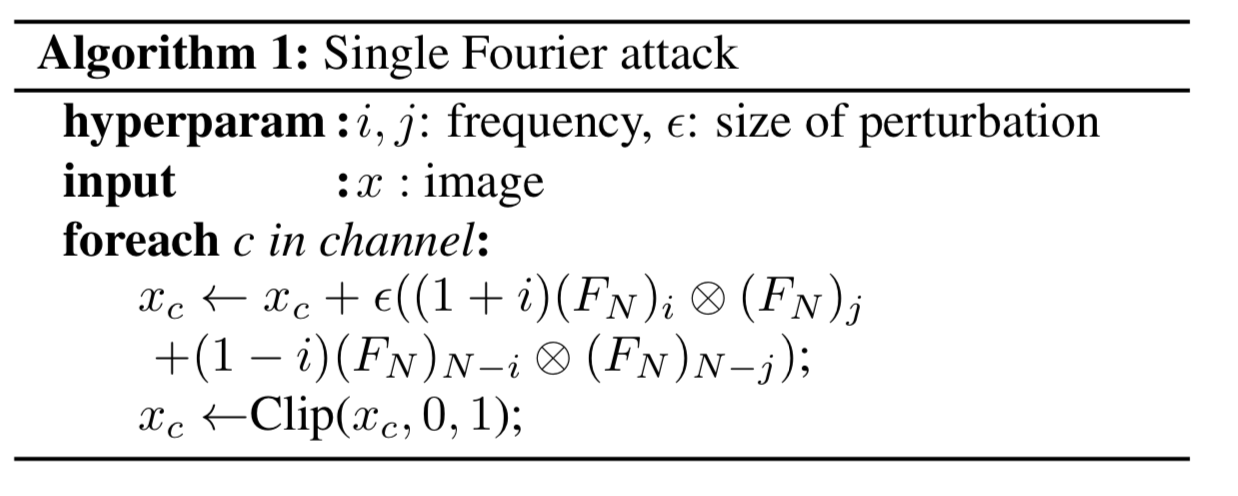 Algorithm 1: Single Fourier attack
hyperparam : i, j: frequency, ϵ: size of perturbation
input : x : image
foreach c in channel:
x_c ← x_c + ϵ((1 + i)(F_N)_i ⊗ (F_N)_j
+(1 − i)(F_N)_{N−i} ⊗ (F_N)_{N−j});
x_c ←Clip(x_c, 0, 1);